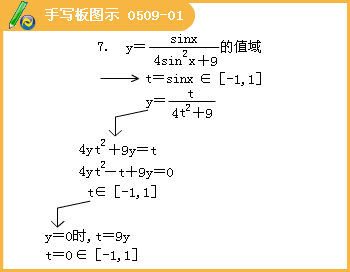 手写板图示 0509-01
7. y=sinx/(4sin²x+9)的值域
t=sinx∈[-1,1]
y=t/(4t²+9)
4yt²+9y=t
4yt²-t+9y=0
t∈[-1,1]
y=0时,t=9y
t=0∈[-1,1]